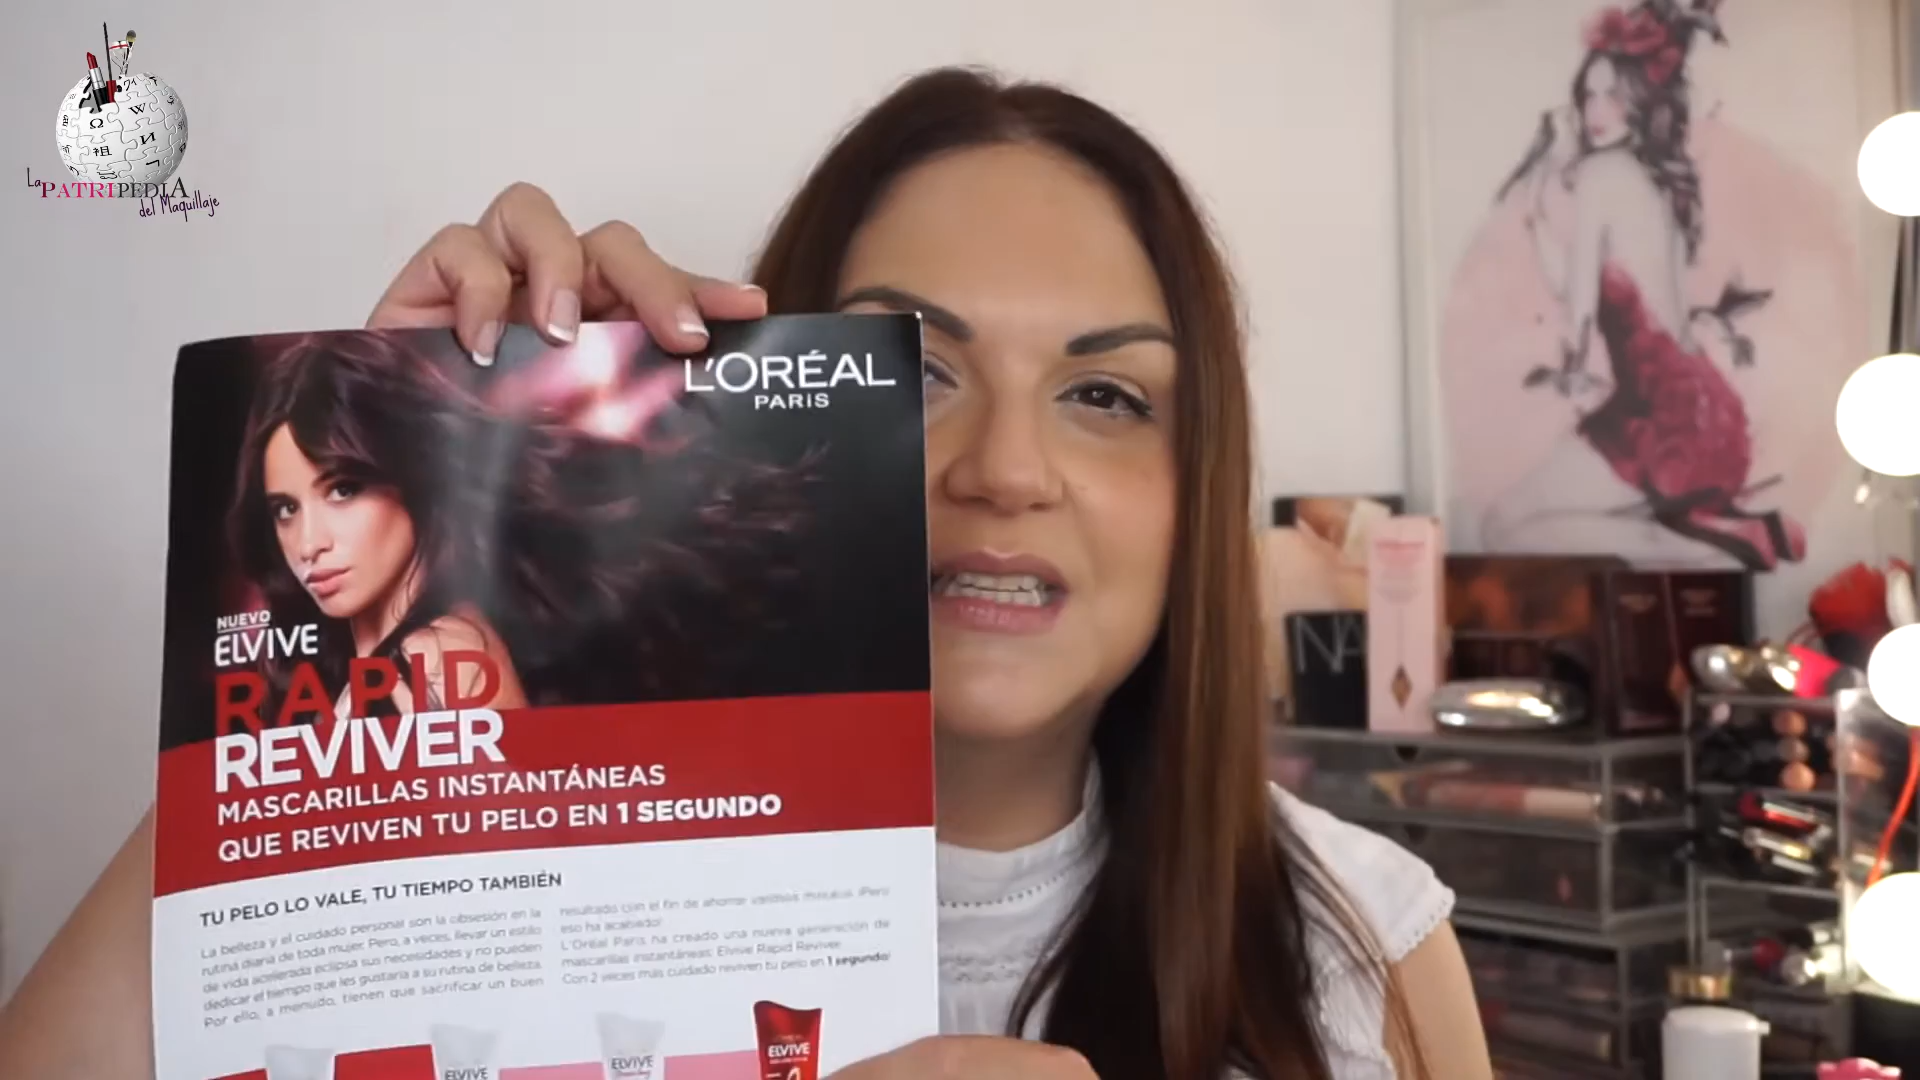 La
PATRIPEDIA
del Maquillaje
L'ORÉAL
PARIS
NUEVO
ELVIVE
RAPID
REVIVER
MASCARILLAS INSTANTÁNEAS
QUE REVIVEN TU PELO EN 1 SEGUNDO
TU PELO LO VALE, TU TIEMPO TAMBIÉN
La belleza y el cuidado personal son la obsesión en la
rutina diaria de toda mujer. Pero, a veces, llevar un estilo
de vida acelerada eclipsa sus necesidades y no pueden
dedicar el tiempo que les gustaría a su rutina de belleza.
Por ello, a menudo, tienen que sacrificar un buen
resultado con el fin de ahorrar valiosos minutos. ¡Pero
eso ha acabado!
L'Oréal Paris ha creado una nueva generación de
mascarillas instantáneas: Elvive Rapid Reviver.
Con 2 veces más cuidado reviven tu pelo en 1 segundo!
ELVIVE
ELVIVE
ELVIVE
NA